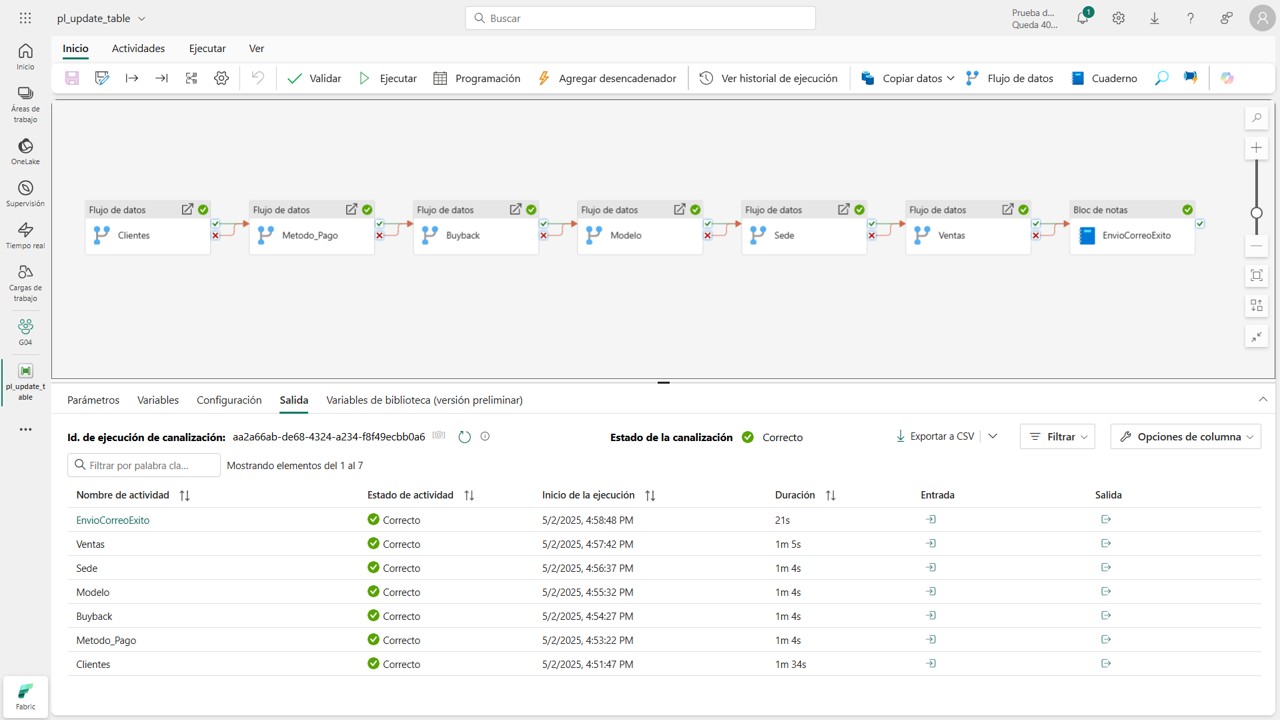 pl_update_table
Buscar
Prueba d...
Queda 40...
1
Inicio
Actividades
Ejecutar
Ver
Validar
Ejecutar
Programación
Agregar desencadenador
Ver historial de ejecución
Copiar datos
Flujo de datos
Cuaderno
Inicio
Áreas de
trabajo
OneLake
Supervisión
Tiempo real
Cargas de
trabajo
G04
pl_update_t
able
Fabric
Flujo de datos
Clientes
Flujo de datos
Metodo_Pago
Flujo de datos
Buyback
Flujo de datos
Modelo
Flujo de datos
Sede
Flujo de datos
Ventas
Bloc de notas
EnvioCorreoExito
Parámetros
Variables
Configuración
Salida
Variables de biblioteca (versión preliminar)
Id. de ejecución de canalización: aa2a66ab-de68-4324-a234-f8f49ecbb0a6
Estado de la canalización Correcto
Exportar a CSV
Filtrar
Opciones de columna
Filtrar por palabra cla...
Mostrando elementos del 1 al 7
Nombre de actividad Estado de actividad Inicio de la ejecución Duración Entrada Salida
EnvioCorreoExito Correcto 5/2/2025, 4:58:48 PM 21s
Ventas Correcto 5/2/2025, 4:57:42 PM 1m 5s
Sede Correcto 5/2/2025, 4:56:37 PM 1m 4s
Modelo Correcto 5/2/2025, 4:55:32 PM 1m 4s
Buyback Correcto 5/2/2025, 4:54:27 PM 1m 4s
Metodo_Pago Correcto 5/2/2025, 4:53:22 PM 1m 4s
Clientes Correcto 5/2/2025, 4:51:47 PM 1m 34s